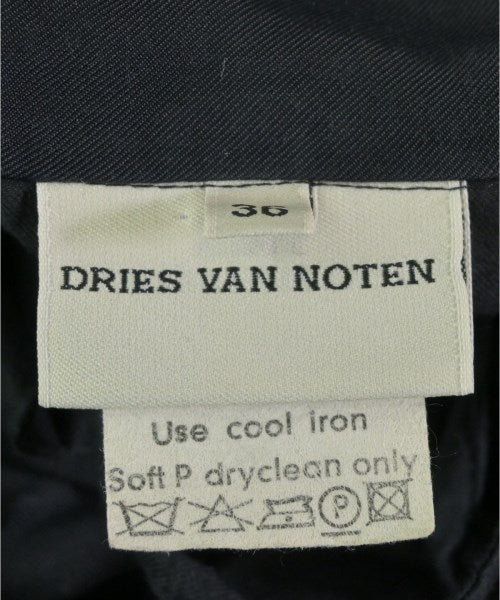 36
DRIES VAN NOTEN
Use cool iron
Soft P dryclean only
P